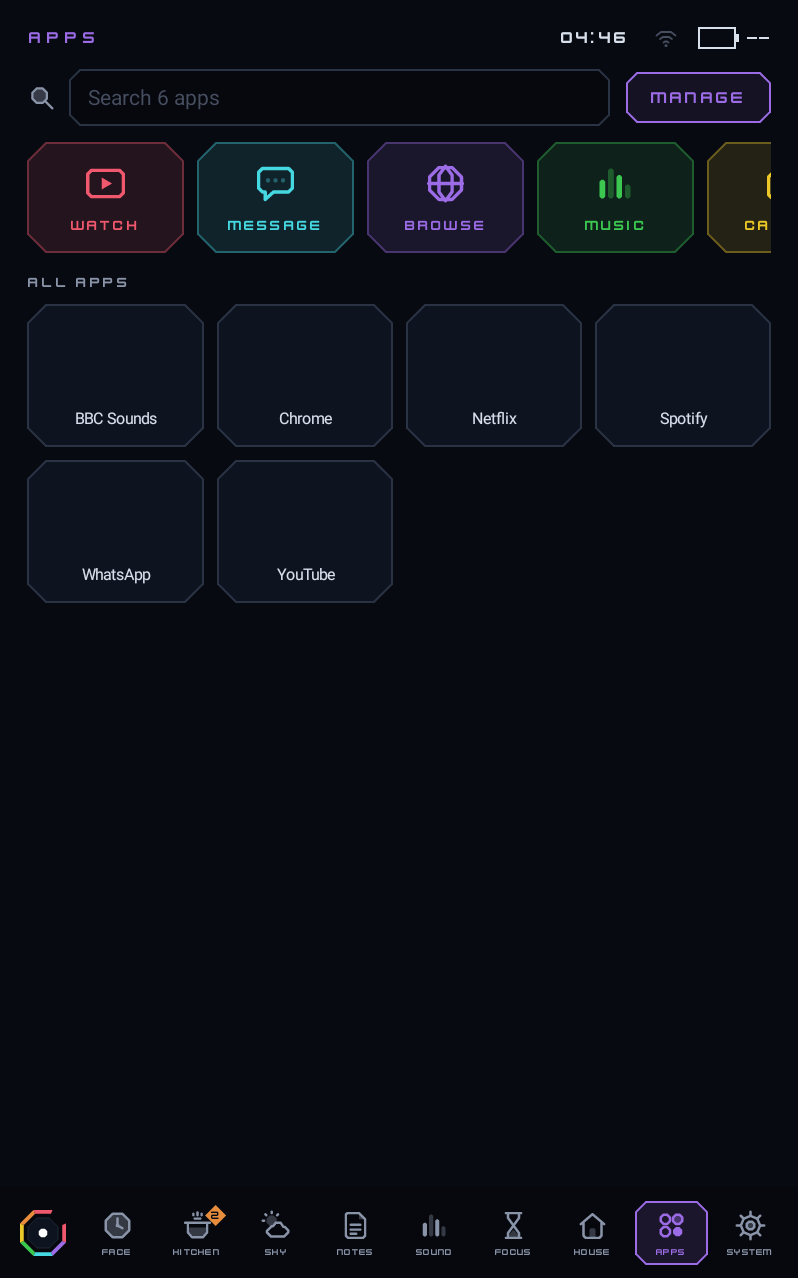 APPS
04:46 --
Search 6 apps
MANAGE
WATCH
MESSAGE
BROWSE
MUSIC
CA
ALL APPS
BBC Sounds
Chrome
Netflix
Spotify
WhatsApp
YouTube
2
FACE
KITCHEN
SKY
NOTES
SOUND
FOCUS
HOUSE
APPS
SYSTEM